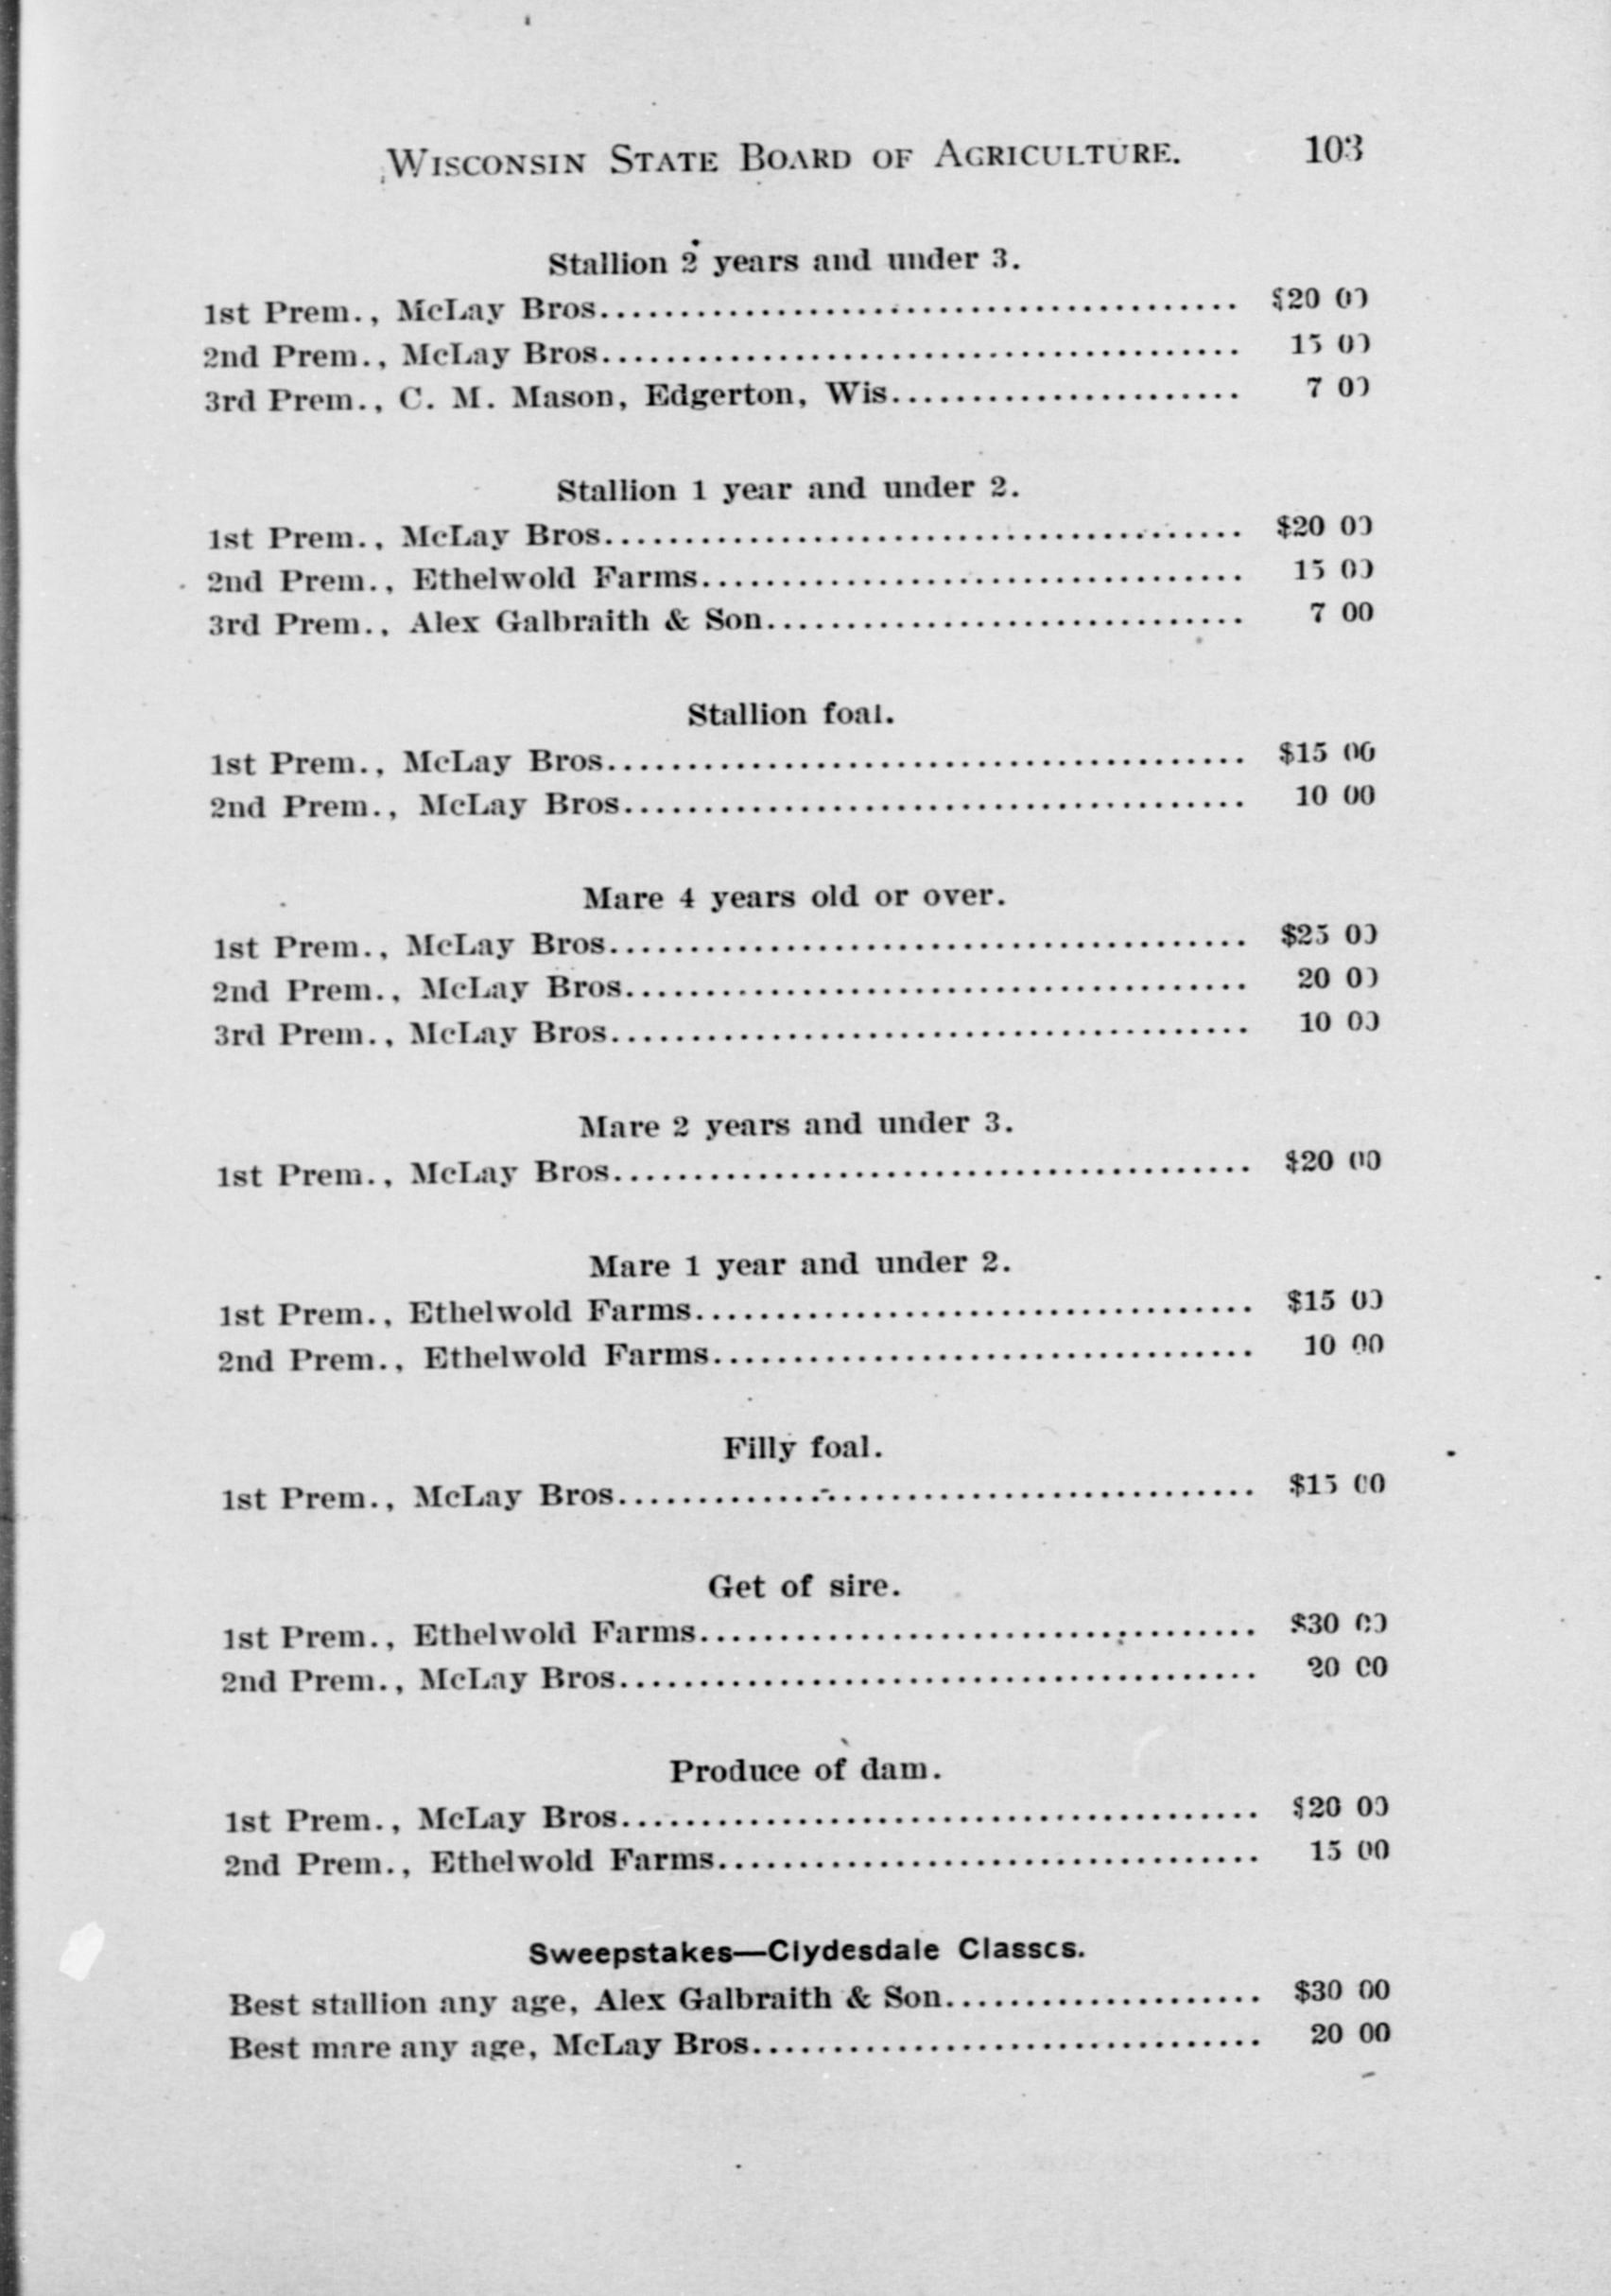 WISCONSIN STATE BOARD OF AGRICULTURE. 103
Stallion 2 years and under 3.
1st Prem., McLay Bros........................................ $20 00
2nd Prem., McLay Bros........................................ 15 00
3rd Prem., C. M. Mason, Edgerton, Wis...................... 7 00
Stallion 1 year and under 2.
1st Prem., McLay Bros........................................ $20 00
2nd Prem., Ethelwold Farms.................................. 15 00
3rd Prem., Alex Galbraith & Son.............................. 7 00
Stallion foal.
1st Prem., McLay Bros........................................ $15 00
2nd Prem., McLay Bros....................................... 10 00
Mare 4 years old or over.
1st Prem., McLay Bros........................................ $25 00
2nd Prem., McLay Bros....................................... 20 00
3rd Prem., McLay Bros........................................ 10 00
Mare 2 years and under 3.
1st Prem., McLay Bros........................................ $20 00
Mare 1 year and under 2.
1st Prem., Ethelwold Farms................................... $15 00
2nd Prem., Ethelwold Farms.................................. 10 00
Filly foal.
1st Prem., McLay Bros........................................ $15 00
Get of sire.
1st Prem., Ethelwold Farms................................... $30 00
2nd Prem., McLay Bros........................................ 20 00
Produce of dam.
1st Prem., McLay Bros........................................ $20 00
2nd Prem., Ethelwold Farms.................................. 15 00
Sweepstakes—Clydesdale Classes.
Best stallion any age, Alex Galbraith & Son.................... $30 00
Best mare any age, McLay Bros................................ 20 00